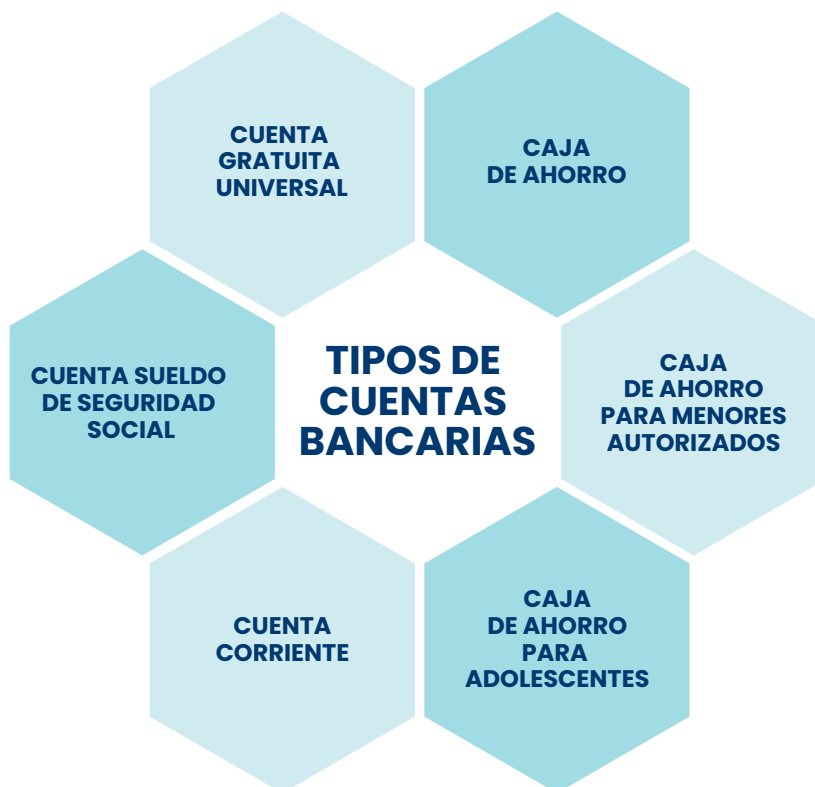 CUENTA
GRATUITA
UNIVERSAL
CAJA
DE AHORRO
CUENTA SUELDO
DE SEGURIDAD
SOCIAL
TIPOS DE
CUENTAS
BANCARIAS
CAJA
DE AHORRO
PARA MENORES
AUTORIZADOS
CUENTA
CORRIENTE
CAJA
DE AHORRO
PARA
ADOLESCENTES